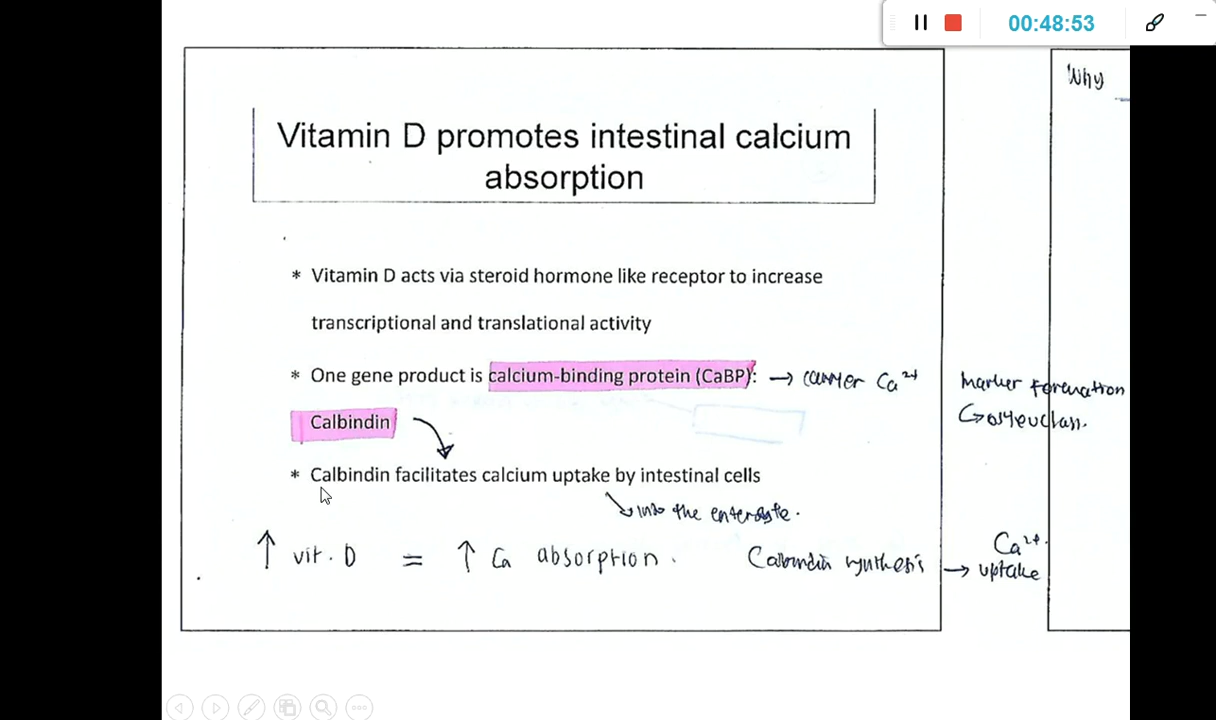 00:48:53
Why
Vitamin D promotes intestinal calcium
absorption
* Vitamin D acts via steroid hormone like receptor to increase
transcriptional and translational activity
* One gene product is calcium-binding protein (CaBP): → carrier Ca²⁺
Calbindin
* Calbindin facilitates calcium uptake by intestinal cells
into the enterocyte.
↑ vit. D = ↑ Ca absorption.
Calbindin synthesis → Ca²⁺
uptake
Marker formation